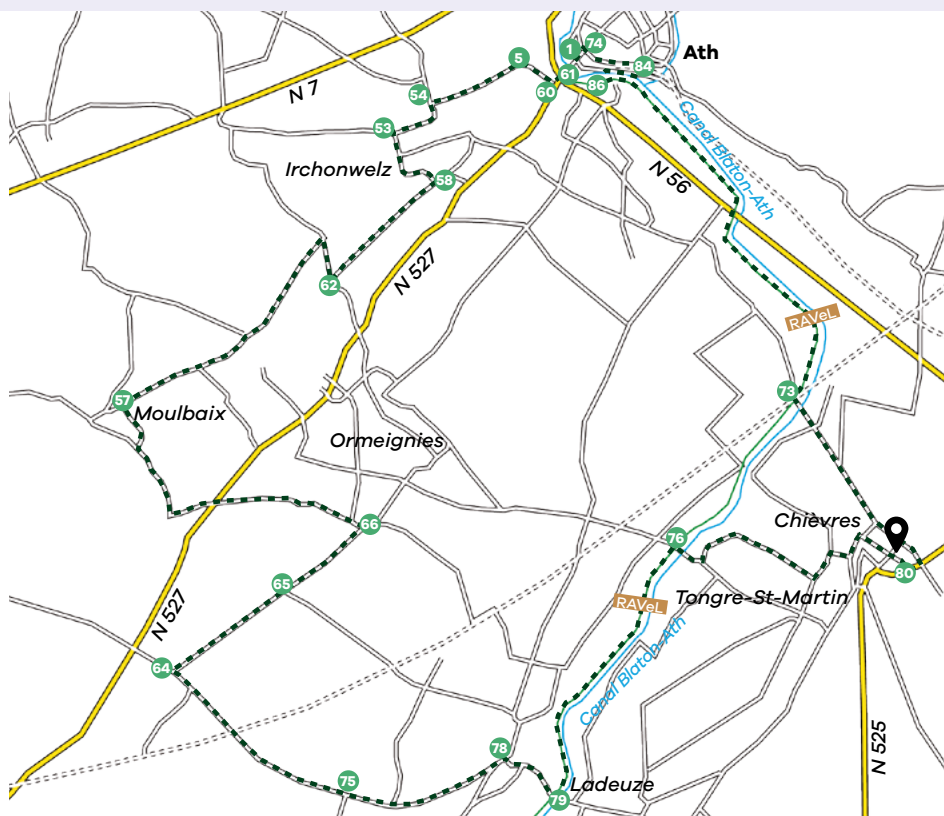 74
1
5
Ath
84
61
86
60
N 7
54
Canal Blaton-Ath
53
Irchonwelz
N 56
58
N 527
62
RAVeL
73
57
Moulbaix
Ormeignies
Chièvres
66
76
80
65
Tongre-St-Martin
RAVeL
N 527
Canal Blaton-Ath
64
N 525
78
75
Ladeuze
79